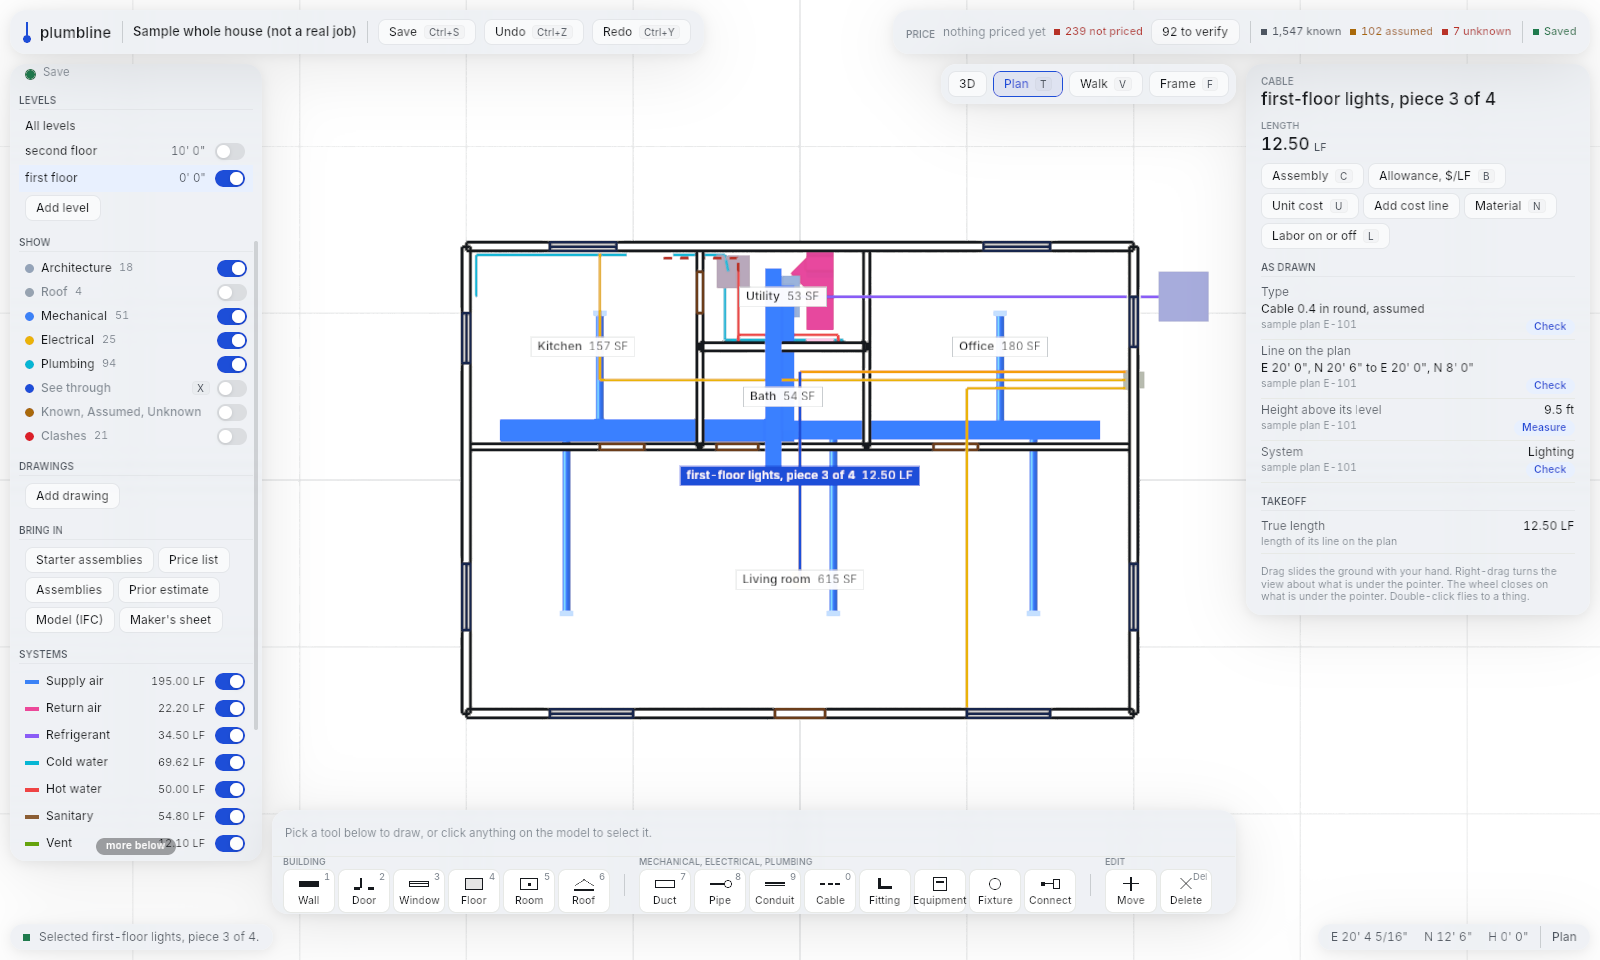 plumbline
Sample whole house (not a real job)
Save Ctrl+S
Undo Ctrl+Z
Redo Ctrl+Y
PRICE nothing priced yet 239 not priced
92 to verify
1,547 known 102 assumed 7 unknown
Saved
3D
Plan T
Walk V
Frame F
Save
LEVELS
All levels
second floor 10' 0"
first floor 0' 0"
Add level
SHOW
Architecture 18
Roof 4
Mechanical 51
Electrical 25
Plumbing 94
See through X
Known, Assumed, Unknown
Clashes 21
DRAWINGS
Add drawing
BRING IN
Starter assemblies Price list
Assemblies Prior estimate
Model (IFC) Maker's sheet
SYSTEMS
Supply air 195.00 LF
Return air 22.20 LF
Refrigerant 34.50 LF
Cold water 69.62 LF
Hot water 50.00 LF
Sanitary 54.80 LF
Vent
more below
Utility 53 SF
Kitchen 157 SF
Office 180 SF
Bath 54 SF
first-floor lights, piece 3 of 4 12.50 LF
Living room 615 SF
CABLE
first-floor lights, piece 3 of 4
LENGTH
12.50 LF
Assembly C
Allowance, $/LF B
Unit cost U
Add cost line
Material N
Labor on or off L
AS DRAWN
Type
Cable 0.4 in round, assumed
sample plan E-101 Check
Line on the plan
E 20' 0", N 20' 6" to E 20' 0", N 8' 0"
sample plan E-101 Check
Height above its level 9.5 ft
sample plan E-101 Measure
System Lighting
sample plan E-101 Check
TAKEOFF
True length 12.50 LF
length of its line on the plan
Drag slides the ground with your hand. Right-drag turns the
view about what is under the pointer. The wheel closes on
what is under the pointer. Double-click flies to a thing.
Pick a tool below to draw, or click anything on the model to select it.
BUILDING
1 Wall
2 Door
3 Window
4 Floor
5 Room
6 Roof
MECHANICAL, ELECTRICAL, PLUMBING
7 Duct
8 Pipe
9 Conduit
0 Cable
Fitting
Equipment
Fixture
Connect
EDIT
Move
Del Delete
Selected first-floor lights, piece 3 of 4.
E 20' 4 5/16" N 12' 6" H 0' 0" Plan